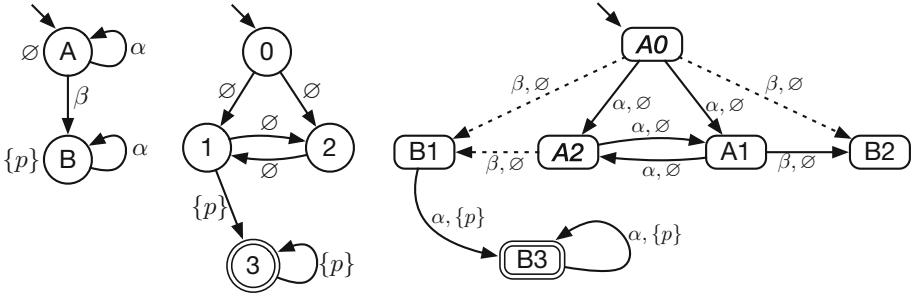 ∅ A α
β
{p} B α
0
∅ ∅
1 ∅ 2
∅
{p}
3 {p}
A0
β, ∅ β, ∅
α, ∅ α, ∅
B1 β, ∅ A2 α, ∅ A1 β, ∅ B2
α, ∅
α, {p}
B3 α, {p}